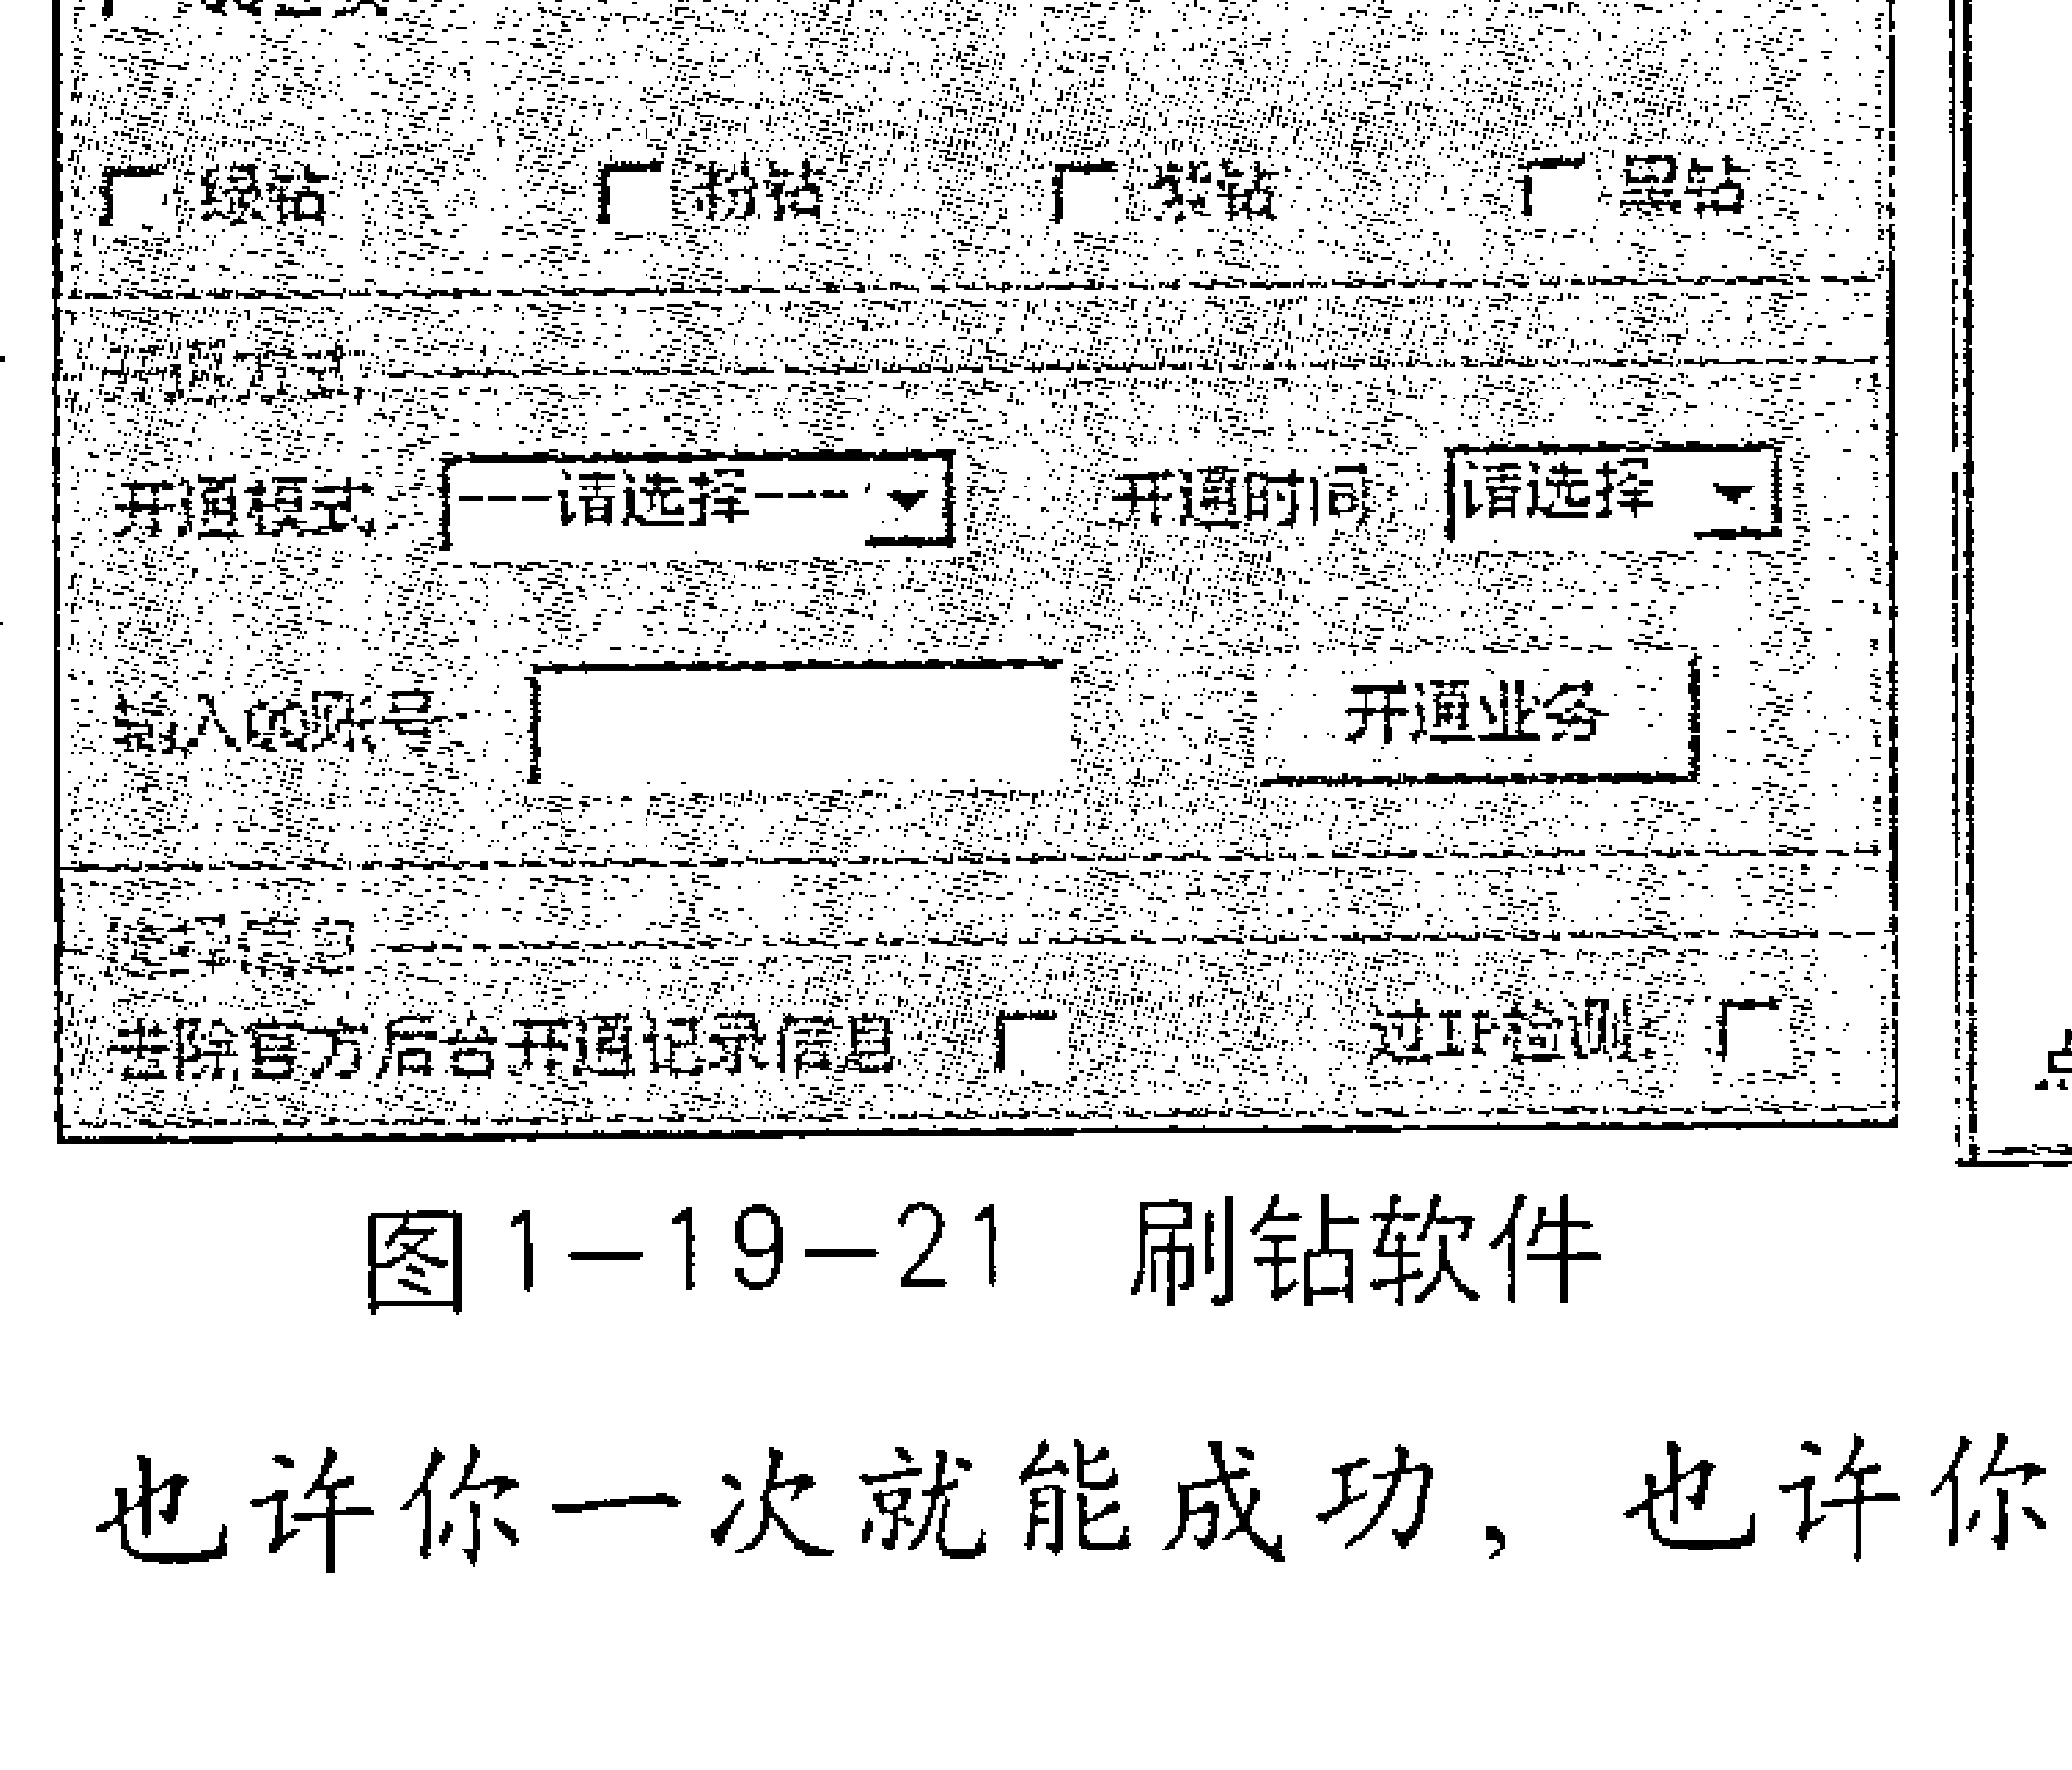 绿钻 粉钻 紫钻 黑钻
开通模式 ---请选择--- 开通时间 请选择
输入QQ账号 开通业务
去除官方后台开通记录信息 过IP检测
图1-19-21 刷钻软件
也许你一次就能成功，也许你